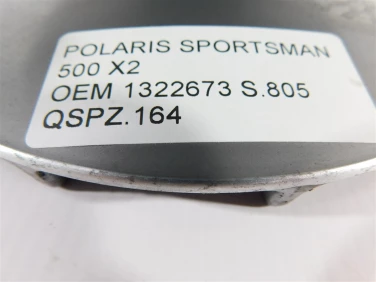 POLARIS SPORTSMAN
500 X2
OEM 1322673 S.805
QSPZ.164